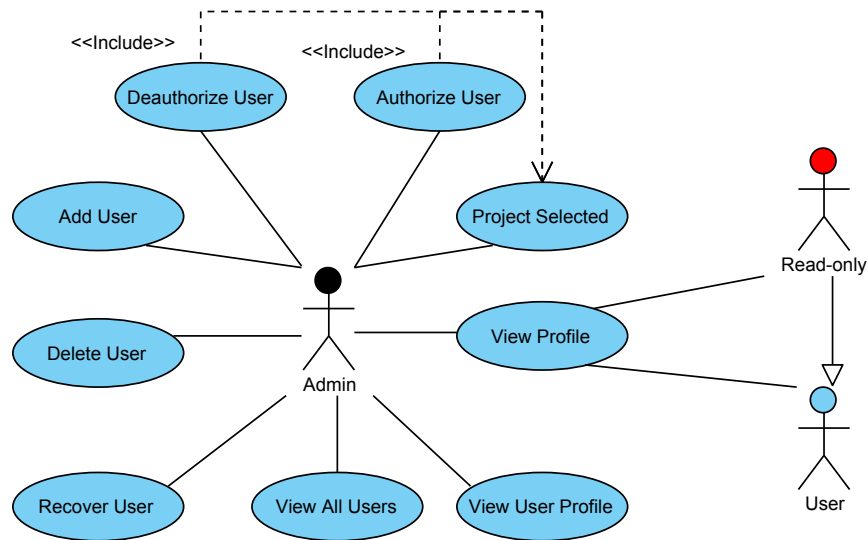 <<Include>>
<<Include>>
Deauthorize User
Authorize User
Add User
Project Selected
Read-only
View Profile
Delete User
Admin
Recover User
View All Users
View User Profile
User